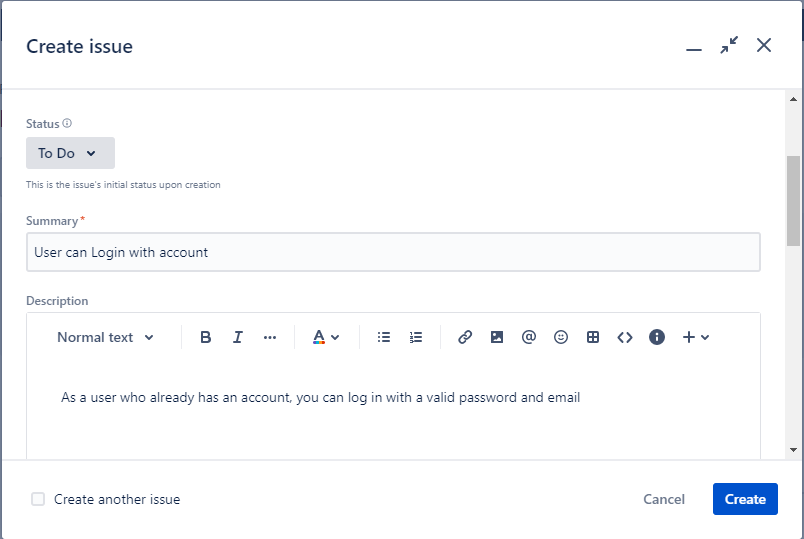 Create issue
Status
To Do
This is the issue's initial status upon creation
Summary*
User can Login with account
Description
Normal text B I ... A @ <> i +
As a user who already has an account, you can log in with a valid password and email
Create another issue Cancel Create